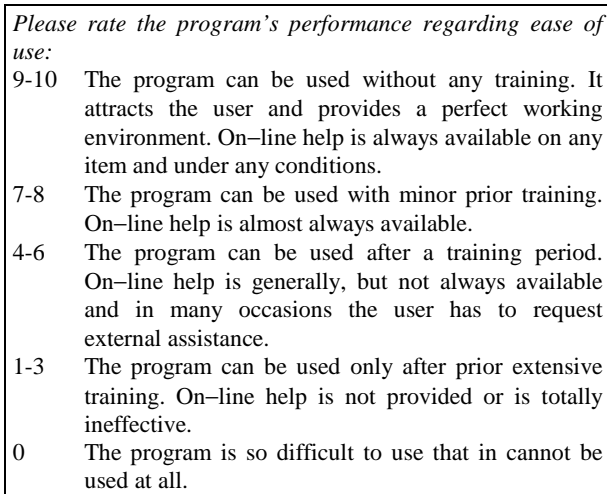 Please rate the program's performance regarding ease of
use:
9-10 The program can be used without any training. It
attracts the user and provides a perfect working
environment. On−line help is always available on any
item and under any conditions.
7-8 The program can be used with minor prior training.
On−line help is almost always available.
4-6 The program can be used after a training period.
On−line help is generally, but not always available
and in many occasions the user has to request
external assistance.
1-3 The program can be used only after prior extensive
training. On−line help is not provided or is totally
ineffective.
0 The program is so difficult to use that in cannot be
used at all.